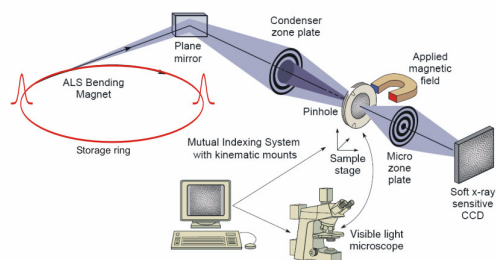 Condenser
zone plate
Plane
mirror
Applied
magnetic
field
ALS Bending
Magnet
Pinhole
Storage ring
Mutual Indexing System
with kinematic mounts
Sample
stage
Micro
zone
plate
Soft x-ray
sensitive
CCD
Visible light
microscope